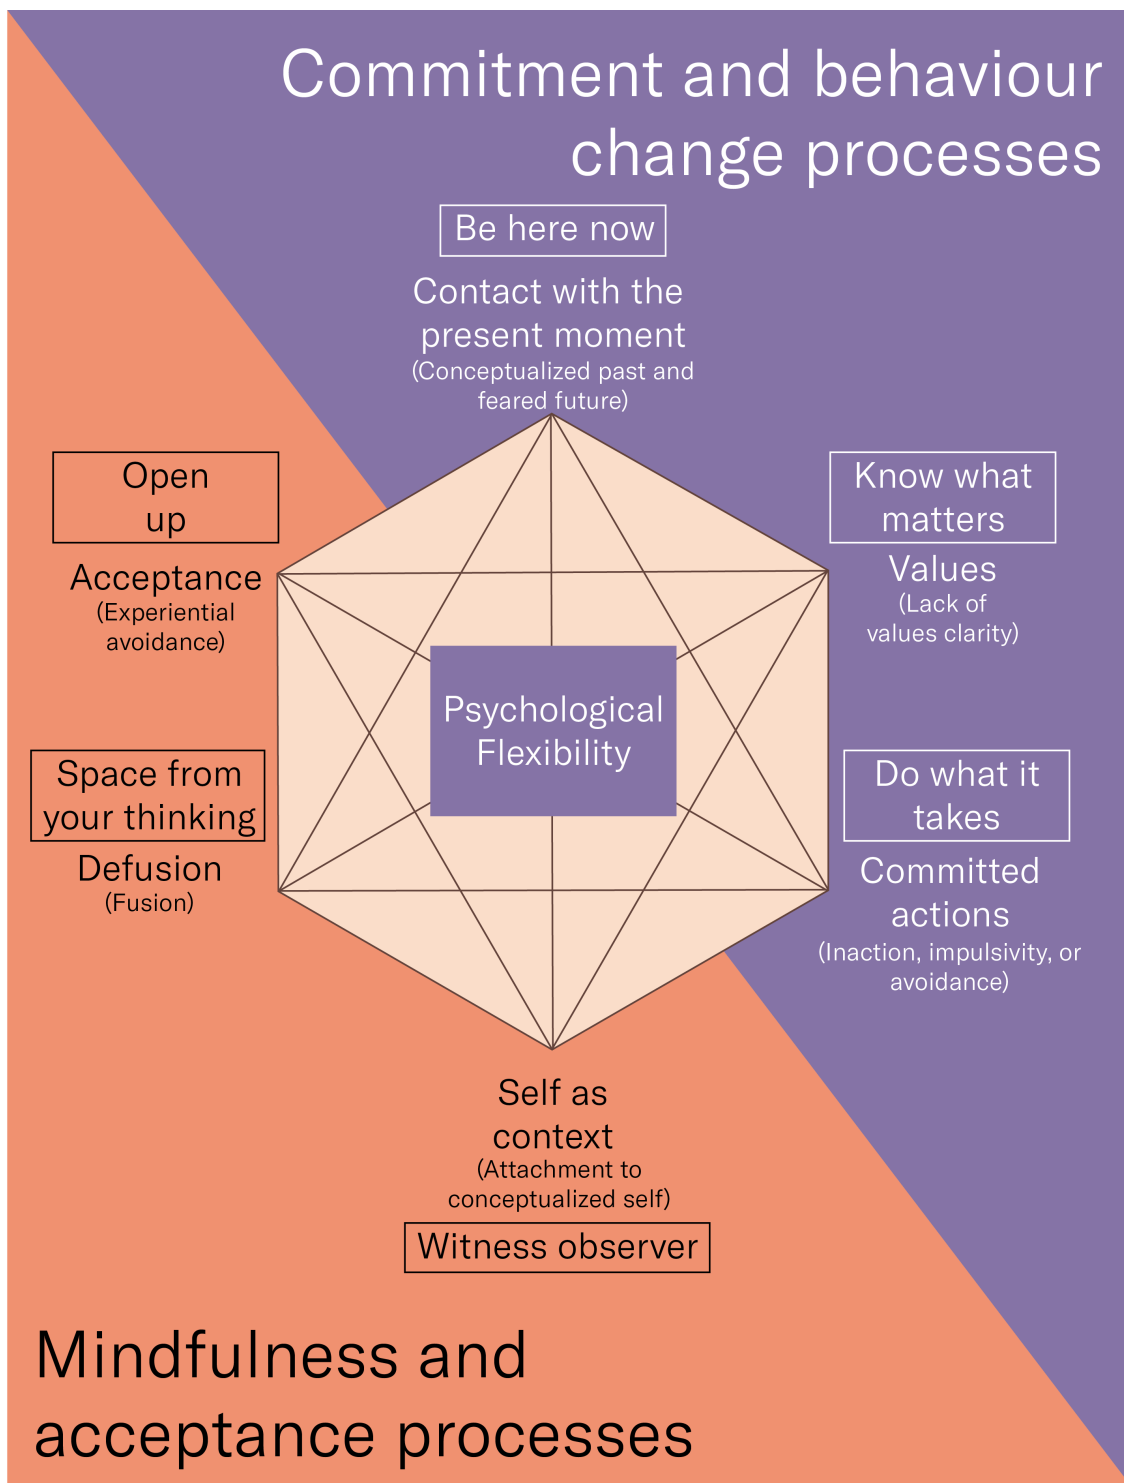 Commitment and behaviour
change processes
Be here now
Contact with the
present moment
(Conceptualized past and
feared future)
Open
up
Acceptance
(Experiential
avoidance)
Know what
matters
Values
(Lack of
values clarity)
Psychological
Flexibility
Space from
your thinking
Defusion
(Fusion)
Do what it
takes
Committed
actions
(Inaction, impulsivity, or
avoidance)
Self as
context
(Attachment to
conceptualized self)
Witness observer
Mindfulness and
acceptance processes